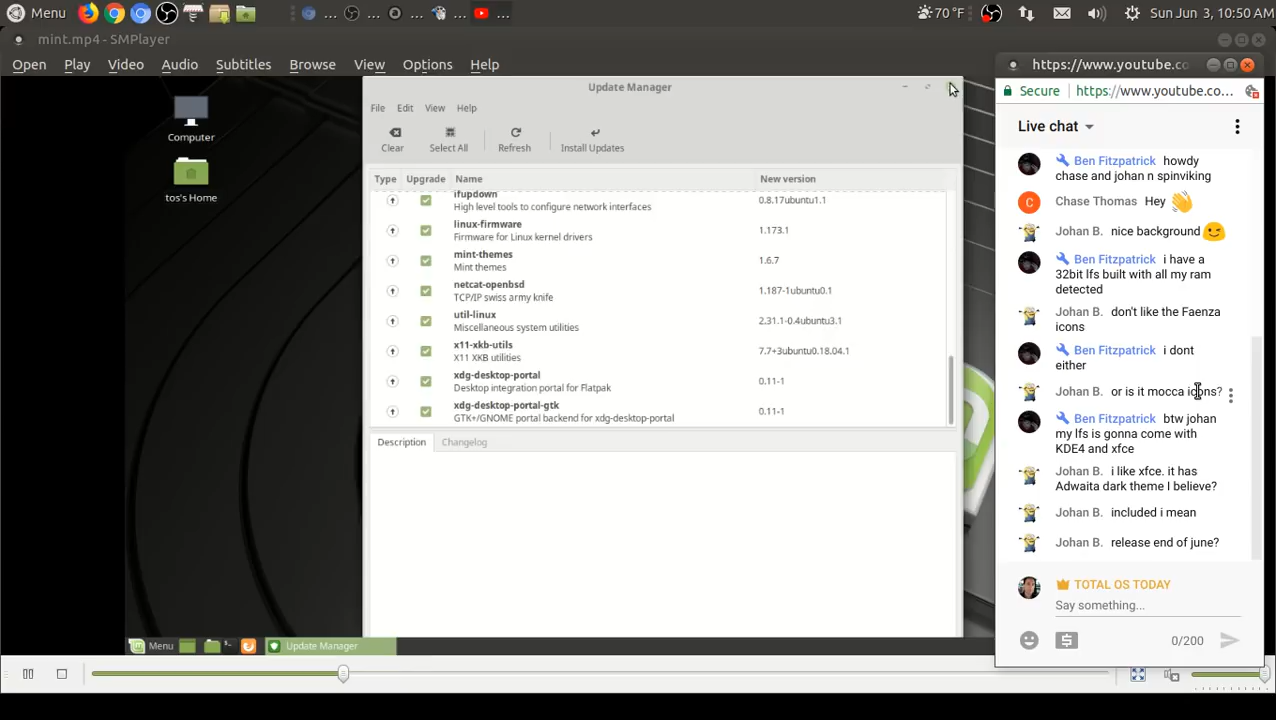 Menu
...
...
...
...
...
70 °F
Sun Jun 3, 10:50 AM
mint.mp4 - SMPlayer
Open Play Video Audio Subtitles Browse View Options Help
Computer
tos's Home
Update Manager
File Edit View Help
Clear Select All Refresh Install Updates
Type Upgrade Name New version
ifupdown
High level tools to configure network interfaces
0.8.17ubuntu1.1
linux-firmware
Firmware for Linux kernel drivers
1.173.1
mint-themes
Mint themes
1.6.7
netcat-openbsd
TCP/IP swiss army knife
1.187-1ubuntu0.1
util-linux
Miscellaneous system utilities
2.31.1-0.4ubuntu3.1
x11-xkb-utils
X11 XKB utilities
7.7+3ubuntu0.18.04.1
xdg-desktop-portal
Desktop integration portal for Flatpak
0.11-1
xdg-desktop-portal-gtk
GTK+/GNOME portal backend for xdg-desktop-portal
0.11-1
Description Changelog
Menu
Update Manager
https://www.youtube.co
Secure https://www.youtube.co...
Live chat
Ben Fitzpatrick howdy
chase and johan n spinviking
C Chase Thomas Hey 👋
Johan B. nice background 😉
Ben Fitzpatrick i have a
32bit lfs built with all my ram
detected
Johan B. don't like the Faenza
icons
Ben Fitzpatrick i dont
either
Johan B. or is it mocca icons?
Ben Fitzpatrick btw johan
my lfs is gonna come with
KDE4 and xfce
Johan B. i like xfce. it has
Adwaita dark theme I believe?
Johan B. included i mean
Johan B. release end of june?
TOTAL OS TODAY
Say something...
0/200